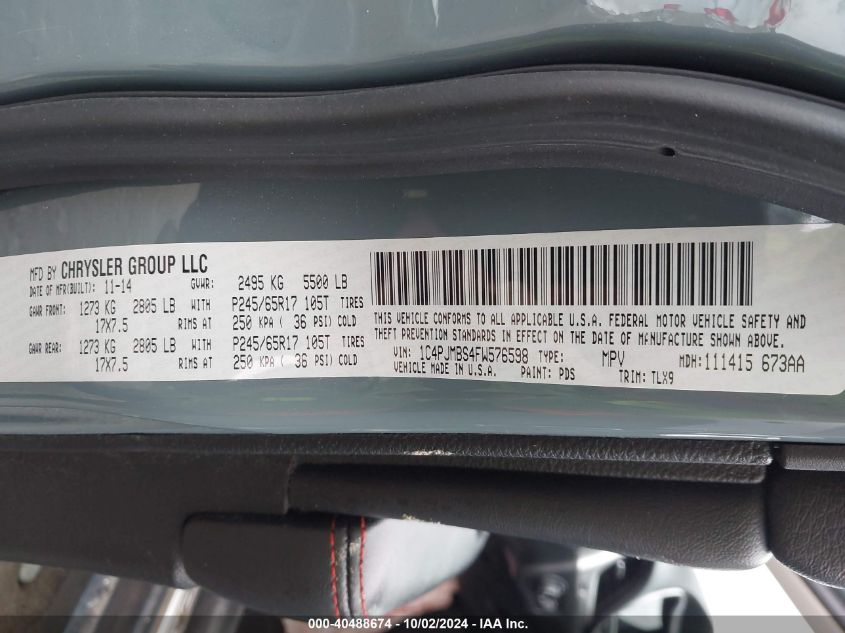 MFD BY CHRYSLER GROUP LLC
DATE OF MFR(BUILT): 11-14 GVWR: 2495 KG 5500 LB
GAWR FRONT: 1273 KG 2805 LB WITH P245/65R17 105T TIRES
17X7.5 RIMS AT 250 KPA ( 36 PSI) COLD
GAWR REAR: 1273 KG 2805 LB WITH P245/65R17 105T TIRES
17X7.5 RIMS AT 250 KPA ( 36 PSI) COLD
THIS VEHICLE CONFORMS TO ALL APPLICABLE U.S.A. FEDERAL MOTOR VEHICLE SAFETY AND
THEFT PREVENTION STANDARDS IN EFFECT ON THE DATE OF MANUFACTURE SHOWN ABOVE.
VIN: 1C4PJMBS4FW576598 TYPE: MPV MDH: 111415 673AA
VEHICLE MADE IN U.S.A. PAINT: PDS TRIM: TLX9
000-40488674 - 10/02/2024 - IAAI.COM